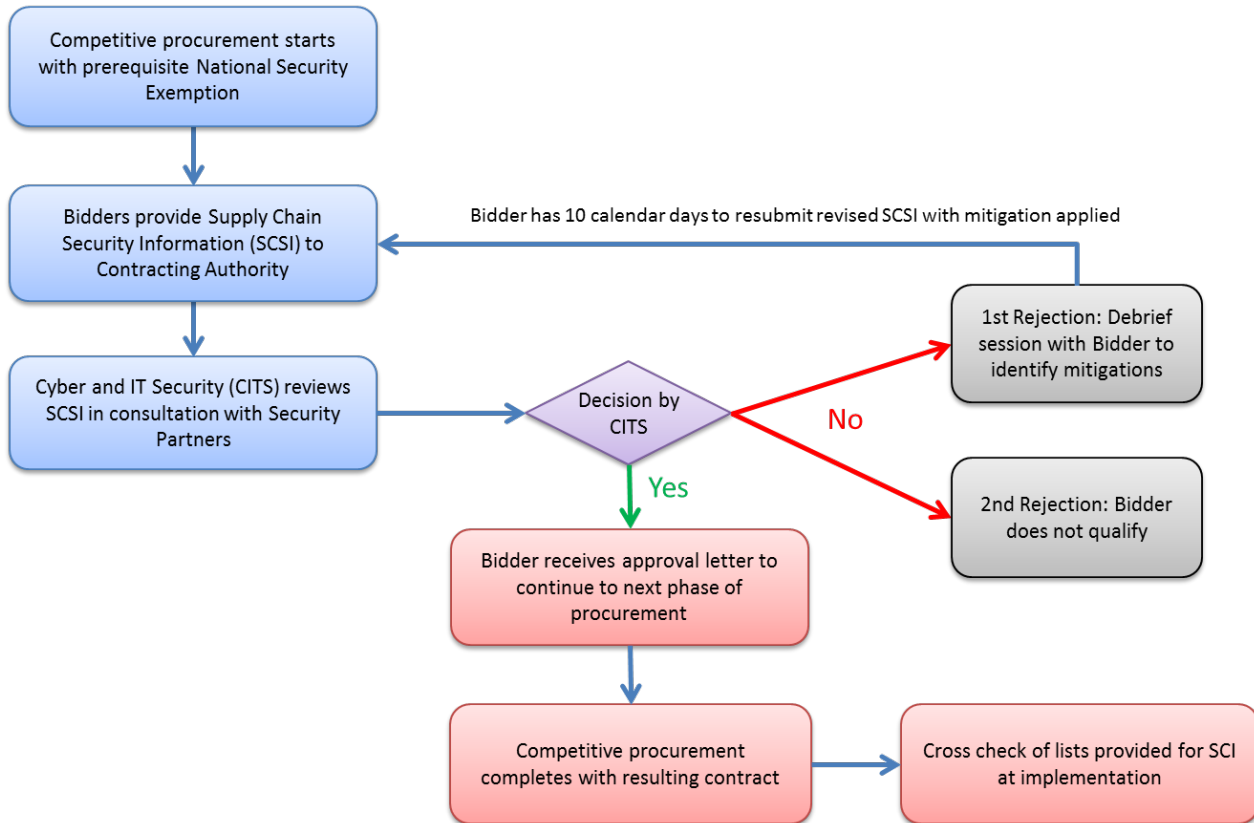 Competitive procurement starts
with prerequisite National Security
Exemption
Bidders provide Supply Chain
Security Information (SCSI) to
Contracting Authority
Bidder has 10 calendar days to resubmit revised SCSI with mitigation applied
Cyber and IT Security (CITS) reviews
SCSI in consultation with Security
Partners
Decision by
CITS
No
1st Rejection: Debrief
session with Bidder to
identify mitigations
2nd Rejection: Bidder
does not qualify
Yes
Bidder receives approval letter to
continue to next phase of
procurement
Competitive procurement
completes with resulting contract
Cross check of lists provided for SCI
at implementation